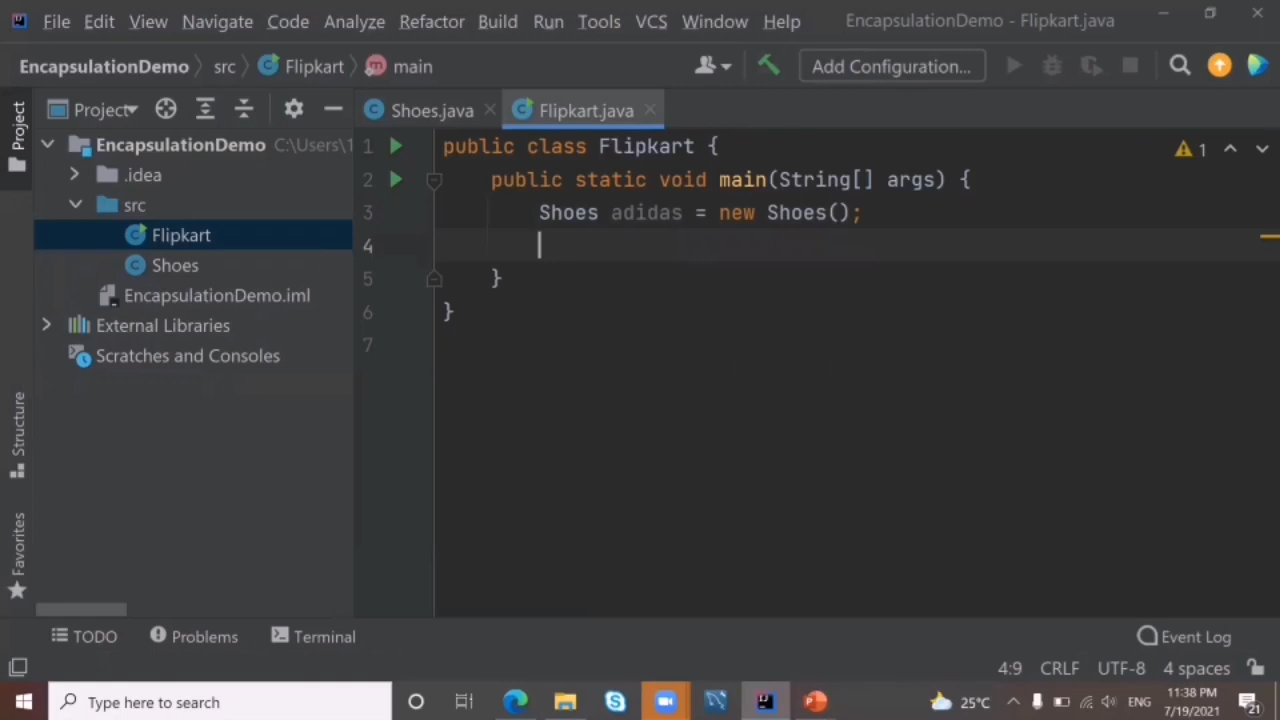 File Edit View Navigate Code Analyze Refactor Build Run Tools VCS Window Help EncapsulationDemo - Flipkart.java
EncapsulationDemo src Flipkart main Add Configuration...
Project Shoes.java Flipkart.java
Project
EncapsulationDemo C:\Users\1
.idea
src
Flipkart
Shoes
EncapsulationDemo.iml
External Libraries
Scratches and Consoles
1 public class Flipkart {
2 public static void main(String[] args) {
3 Shoes adidas = new Shoes();
4
5 }
6 }
7
1
Structure
Favorites
TODO Problems Terminal Event Log
4:9 CRLF UTF-8 4 spaces
Type here to search 25°C ENG 11:38 PM
7/19/2021 21